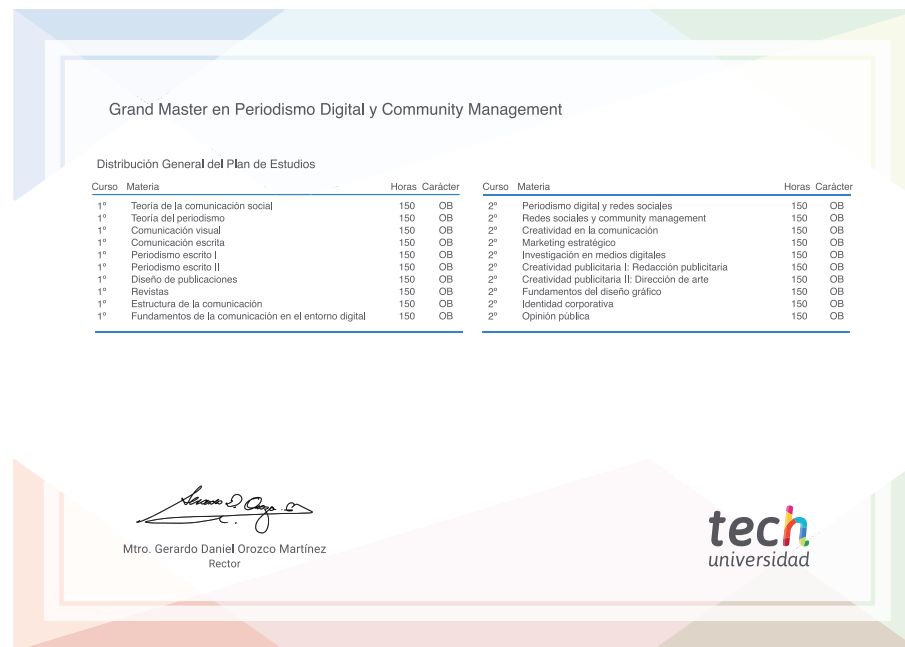 Grand Master en Periodismo Digital y Community Management
Distribución General del Plan de Estudios
Curso Materia Horas Carácter
1º Teoría de la comunicación social 150 OB
1º Teoría del periodismo 150 OB
1º Comunicación visual 150 OB
1º Comunicación escrita 150 OB
1º Periodismo escrito I 150 OB
1º Periodismo escrito II 150 OB
1º Diseño de publicaciones 150 OB
1º Revistas 150 OB
1º Estructura de la comunicación 150 OB
1º Fundamentos de la comunicación en el entorno digital 150 OB
Curso Materia Horas Carácter
2º Periodismo digital y redes sociales 150 OB
2º Redes sociales y community management 150 OB
2º Creatividad en la comunicación 150 OB
2º Marketing estratégico 150 OB
2º Investigación en medios digitales 150 OB
2º Creatividad publicitaria I: Redacción publicitaria 150 OB
2º Creatividad publicitaria II: Dirección de arte 150 OB
2º Fundamentos del diseño gráfico 150 OB
2º Identidad corporativa 150 OB
2º Opinión pública 150 OB
Mtro. Gerardo Daniel Orozco Martínez
Rector
tech
universidad